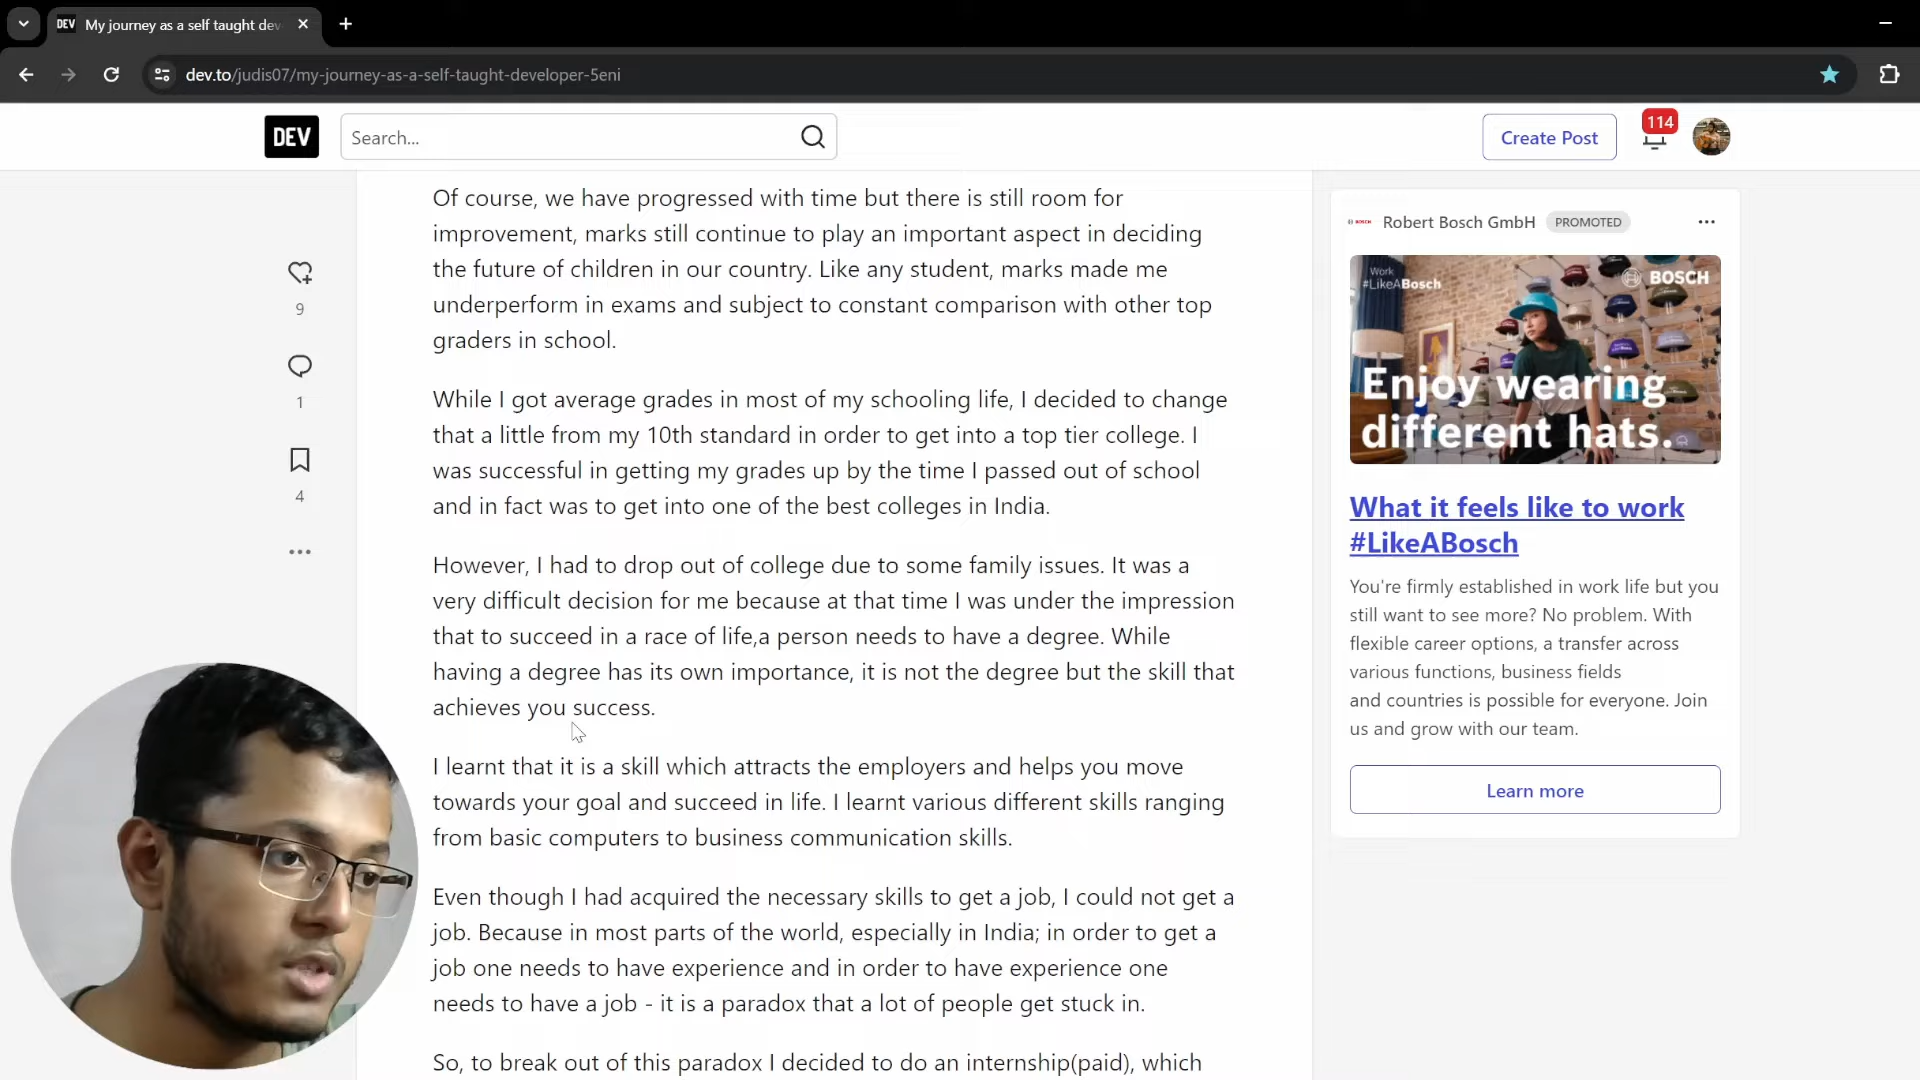 DEV My journey as a self taught dev
dev.to/judis07/my-journey-as-a-self-taught-developer-5eni
DEV
Search...
Create Post
114
Of course, we have progressed with time but there is still room for
improvement, marks still continue to play an important aspect in deciding
the future of children in our country. Like any student, marks made me
underperform in exams and subject to constant comparison with other top
graders in school.
While I got average grades in most of my schooling life, I decided to change
that a little from my 10th standard in order to get into a top tier college. I
was successful in getting my grades up by the time I passed out of school
and in fact was to get into one of the best colleges in India.
However, I had to drop out of college due to some family issues. It was a
very difficult decision for me because at that time I was under the impression
that to succeed in a race of life,a person needs to have a degree. While
having a degree has its own importance, it is not the degree but the skill that
achieves you success.
I learnt that it is a skill which attracts the employers and helps you move
towards your goal and succeed in life. I learnt various different skills ranging
from basic computers to business communication skills.
Even though I had acquired the necessary skills to get a job, I could not get a
job. Because in most parts of the world, especially in India; in order to get a
job one needs to have experience and in order to have experience one
needs to have a job - it is a paradox that a lot of people get stuck in.
So, to break out of this paradox I decided to do an internship(paid), which
9
1
4
BOSCH Robert Bosch GmbH PROMOTED
Work
#LikeABosch
BOSCH
Enjoy wearing
different hats.
What it feels like to work
#LikeABosch
You're firmly established in work life but you
still want to see more? No problem. With
flexible career options, a transfer across
various functions, business fields
and countries is possible for everyone. Join
us and grow with our team.
Learn more